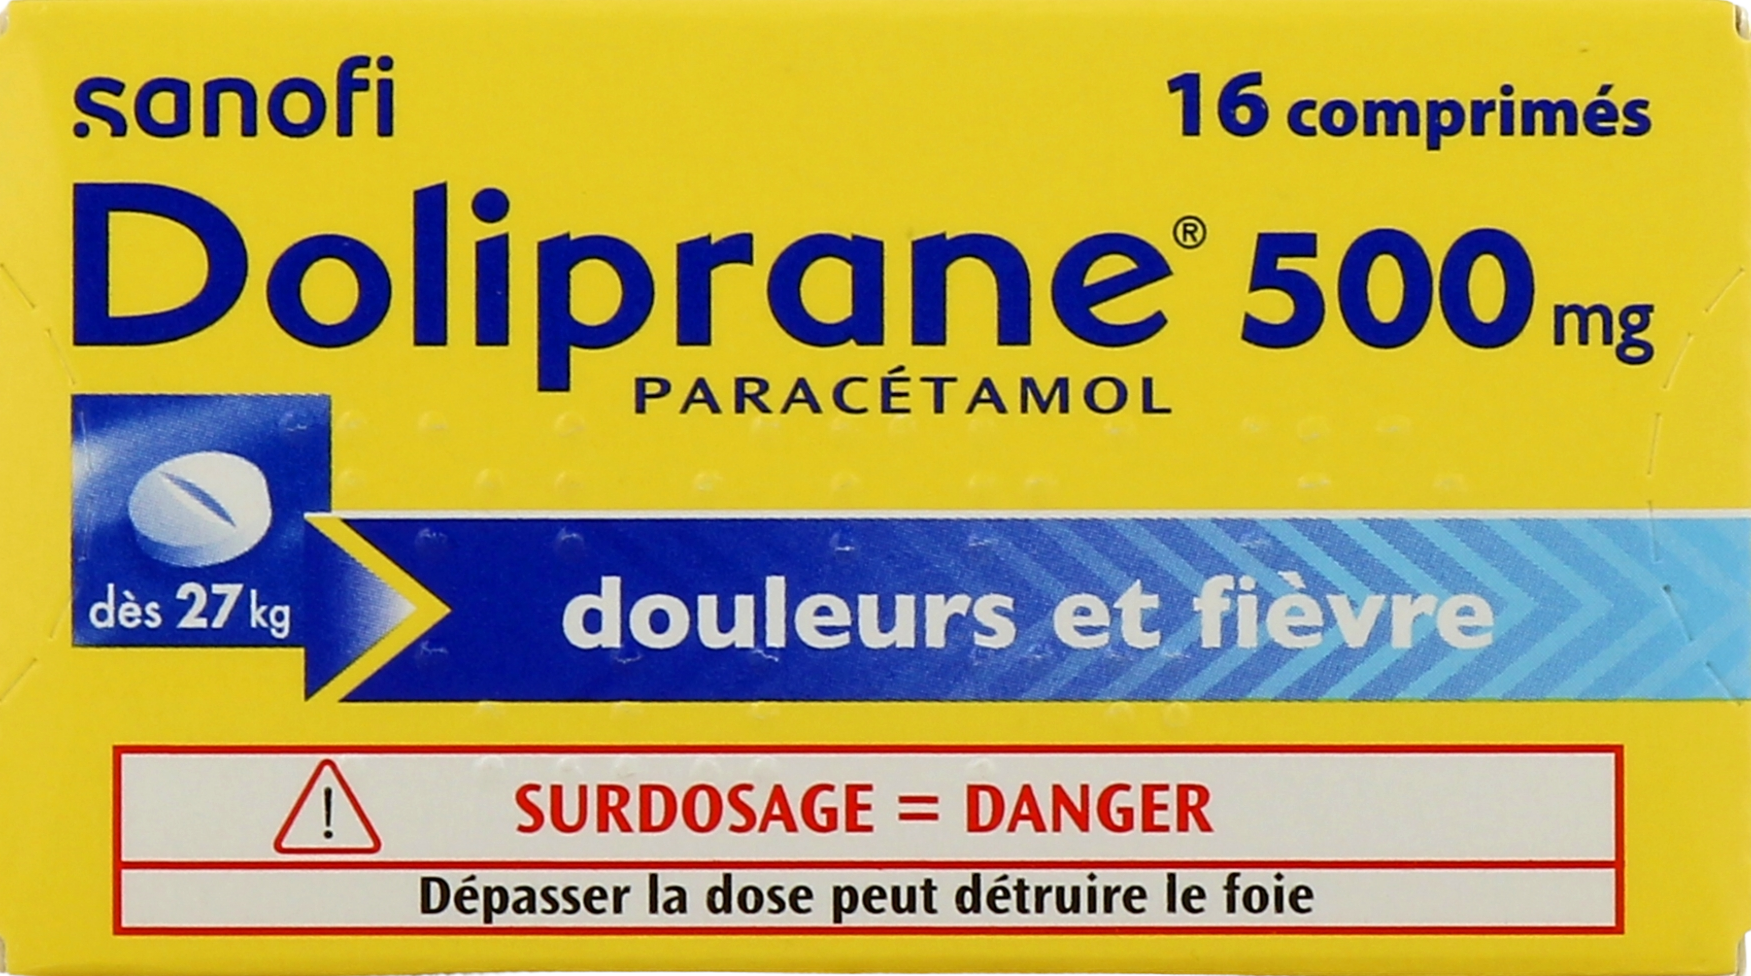 sanofi
16 comprimés
Doliprane® 500 mg
PARACÉTAMOL
dès 27 kg
douleurs et fièvre
!
SURDOSAGE = DANGER
Dépasser la dose peut détruire le foie